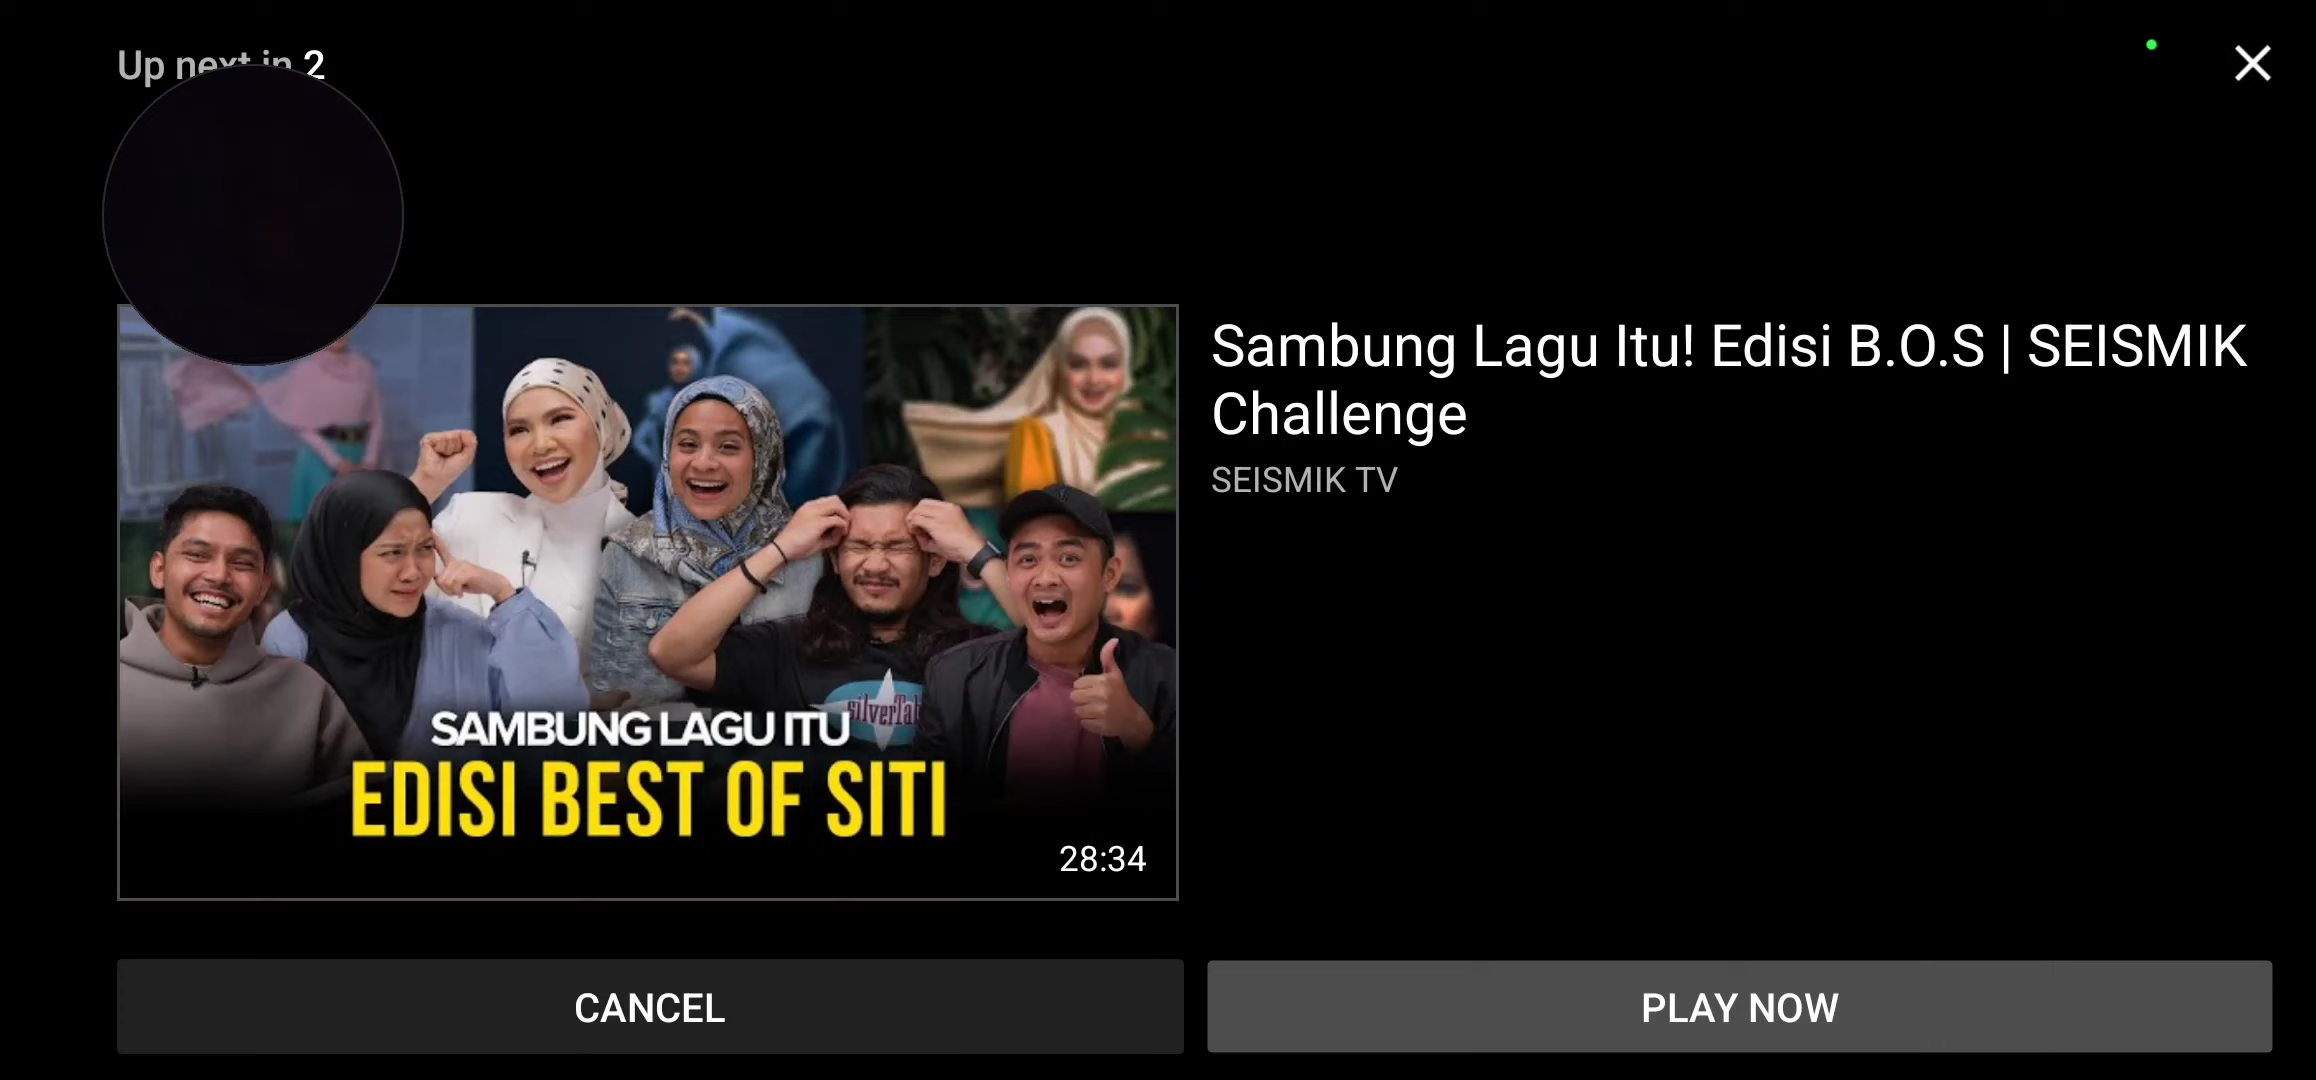 Up next in 2
Sambung Lagu Itu! Edisi B.O.S | SEISMIK
Challenge
SEISMIK TV
silverTab
SAMBUNG LAGU ITU
EDISI BEST OF SITI
28:34
CANCEL
PLAY NOW